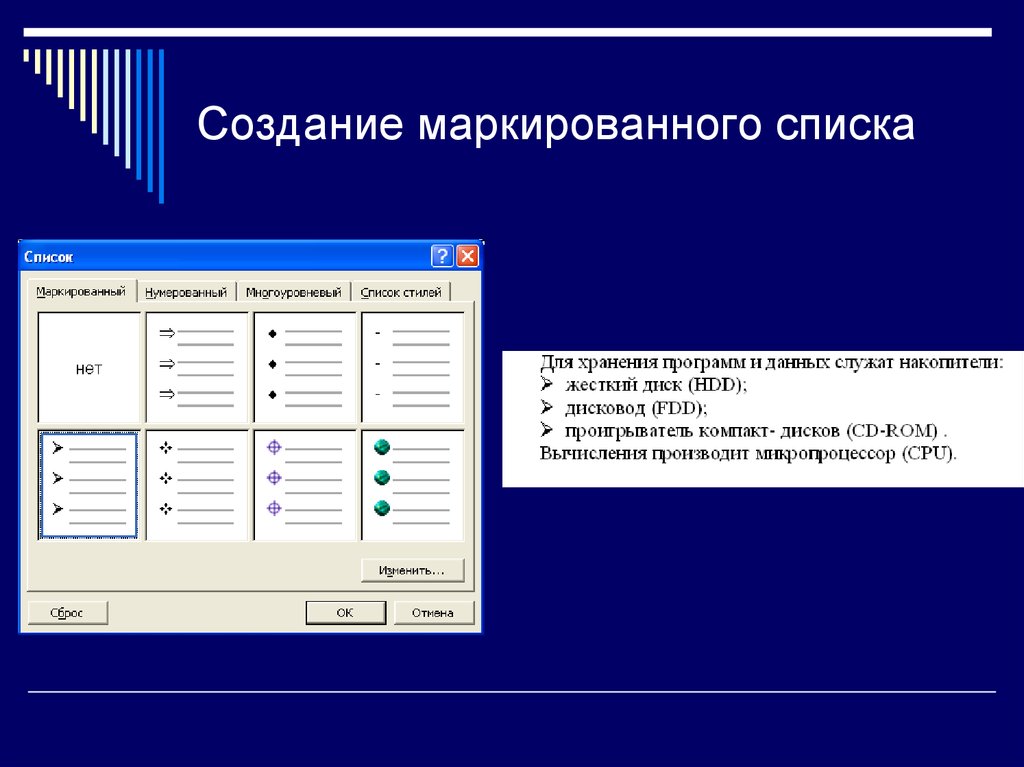 Создание маркированного списка
Список
Маркированный Нумерованный Многоуровневый Список стилей
нет
Изменить...
Сброс ОК Отмена
Для хранения программ и данных служат накопители:
жесткий диск (HDD);
дисковод (FDD);
проигрыватель компакт- дисков (CD-ROM) .
Вычисления производит микропроцессор (CPU).